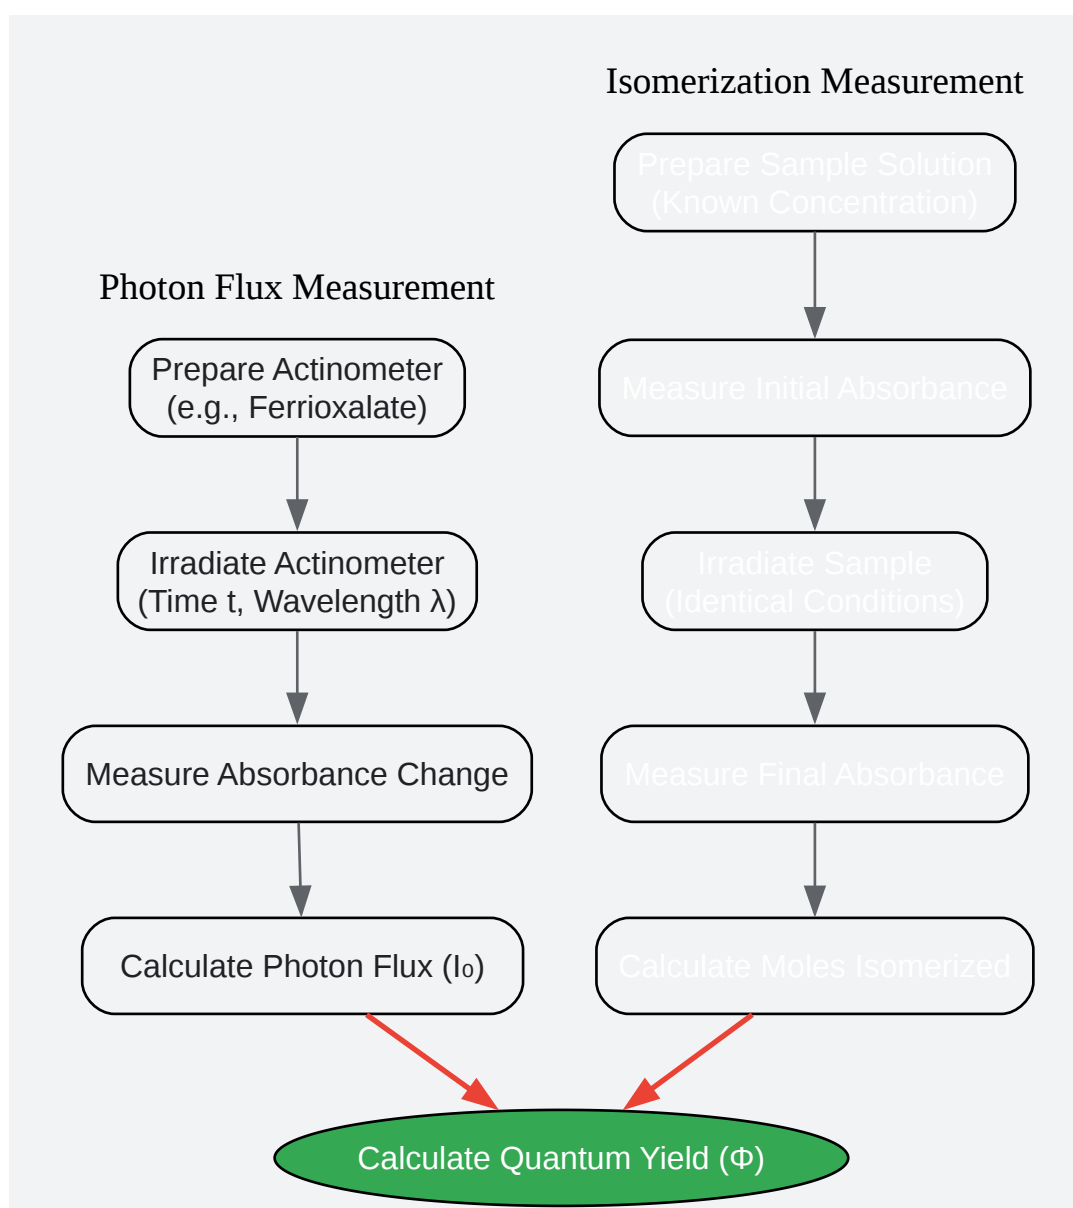 Isomerization Measurement
Prepare Sample Solution
(Known Concentration)
Measure Initial Absorbance
Irradiate Sample
(Identical Conditions)
Measure Final Absorbance
Calculate Moles Isomerized
Photon Flux Measurement
Prepare Actinometer
(e.g., Ferrioxalate)
Irradiate Actinometer
(Time t, Wavelength λ)
Measure Absorbance Change
Calculate Photon Flux (I₀)
Calculate Quantum Yield (Φ)